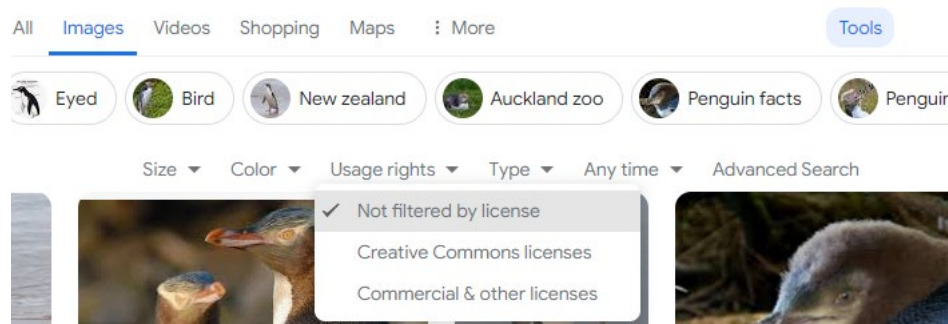 All Images Videos Shopping Maps More Tools
Eyed Bird New zealand Auckland zoo Penguin facts Penguin
Size Color Usage rights Type Any time Advanced Search
Not filtered by license
Creative Commons licenses
Commercial & other licenses